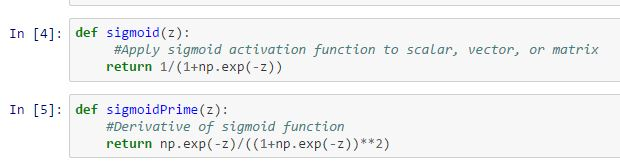 In [4]: def sigmoid(z):
#Apply sigmoid activation function to scalar, vector, or matrix
return 1/(1+np.exp(-z))
In [5]: def sigmoidPrime(z):
#Derivative of sigmoid function
return np.exp(-z)/((1+np.exp(-z))**2)